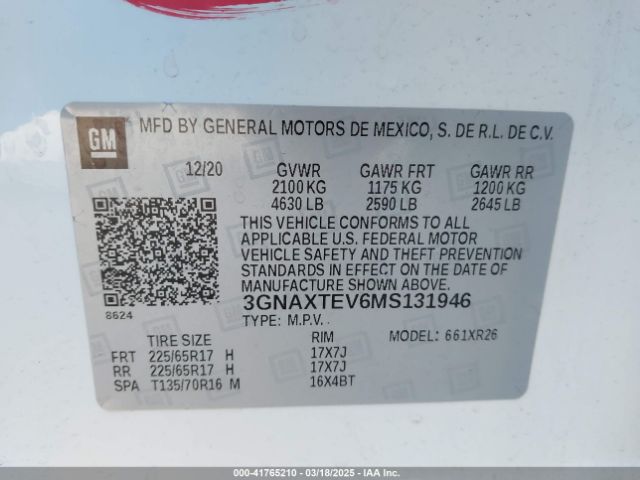 GM
MFD BY GENERAL MOTORS DE MEXICO, S. DE R.L. DE C.V.
12/20 GVWR GAWR FRT GAWR RR
2100 KG 1175 KG 1200 KG
4630 LB 2590 LB 2645 LB
THIS VEHICLE CONFORMS TO ALL
APPLICABLE U.S. FEDERAL MOTOR
VEHICLE SAFETY AND THEFT PREVENTION
STANDARDS IN EFFECT ON THE DATE OF
MANUFACTURE SHOWN ABOVE.
3GNAXTEV6MS131946
8624
TYPE: M.P.V. MODEL: 661XR26
TIRE SIZE RIM
FRT 225/65R17 H 17X7J
RR 225/65R17 H 17X7J
SPA T135/70R16 M 16X4BT
000-41765210 - 03/18/2025 - IAA Inc.